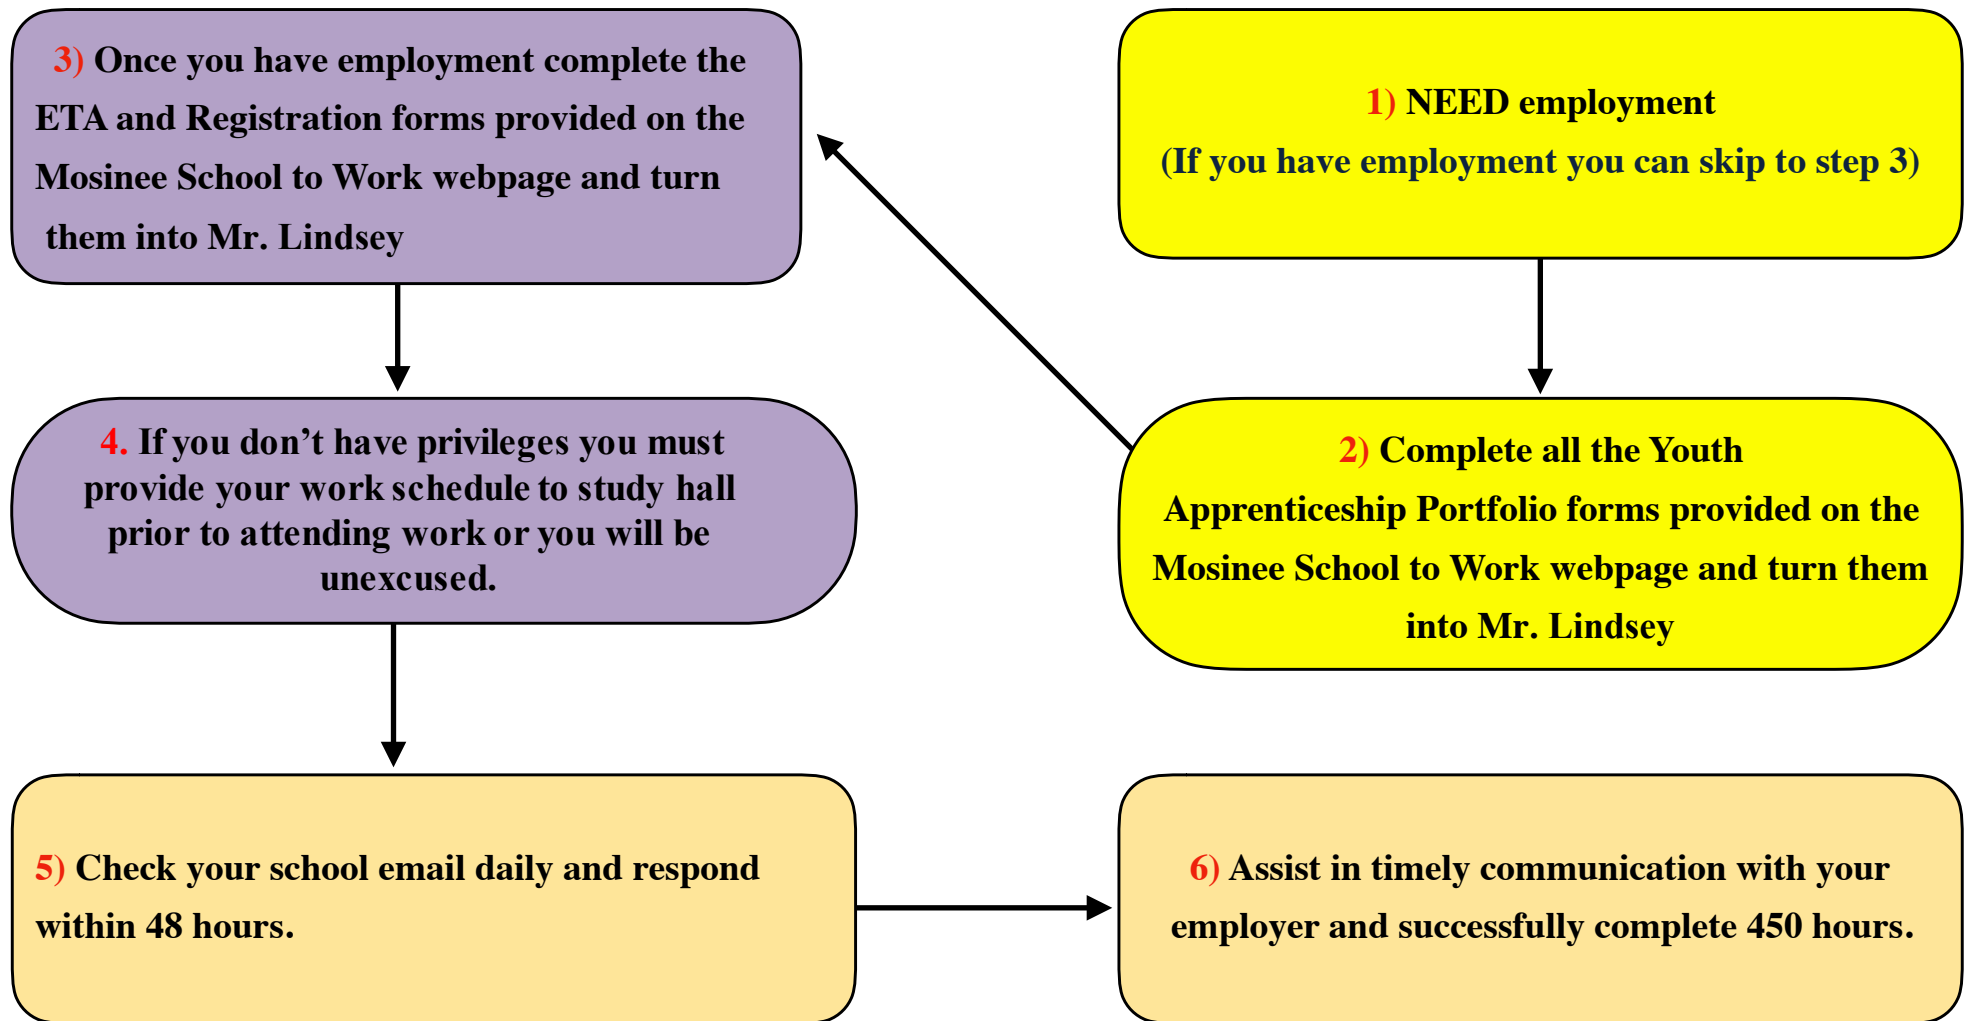 3) Once you have employment complete the
ETA and Registration forms provided on the
Mosinee School to Work webpage and turn
them into Mr. Lindsey
1) NEED employment
(If you have employment you can skip to step 3)
4. If you don’t have privileges you must
provide your work schedule to study hall
prior to attending work or you will be
unexcused.
2) Complete all the Youth
Apprenticeship Portfolio forms provided on the
Mosinee School to Work webpage and turn them
into Mr. Lindsey
5) Check your school email daily and respond
within 48 hours.
6) Assist in timely communication with your
employer and successfully complete 450 hours.